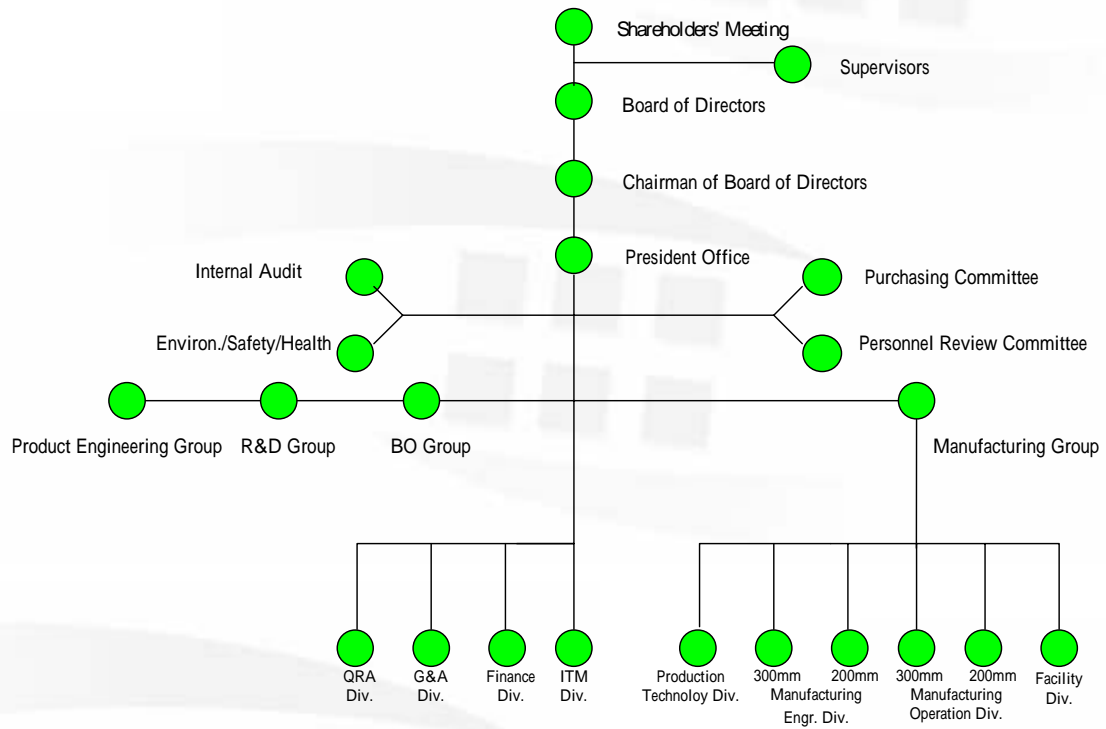 Shareholders' Meeting
Supervisors
Board of Directors
Chairman of Board of Directors
President Office
Internal Audit
Purchasing Committee
Environ./Safety/Health
Personnel Review Committee
Product Engineering Group
R&D Group
BO Group
Manufacturing Group
QRA
Div.
G&A
Div.
Finance
Div.
ITM
Div.
Production
Technoloy Div.
300mm 200mm
Manufacturing
Engr. Div.
300mm 200mm
Manufacturing
Operation Div.
Facility
Div.